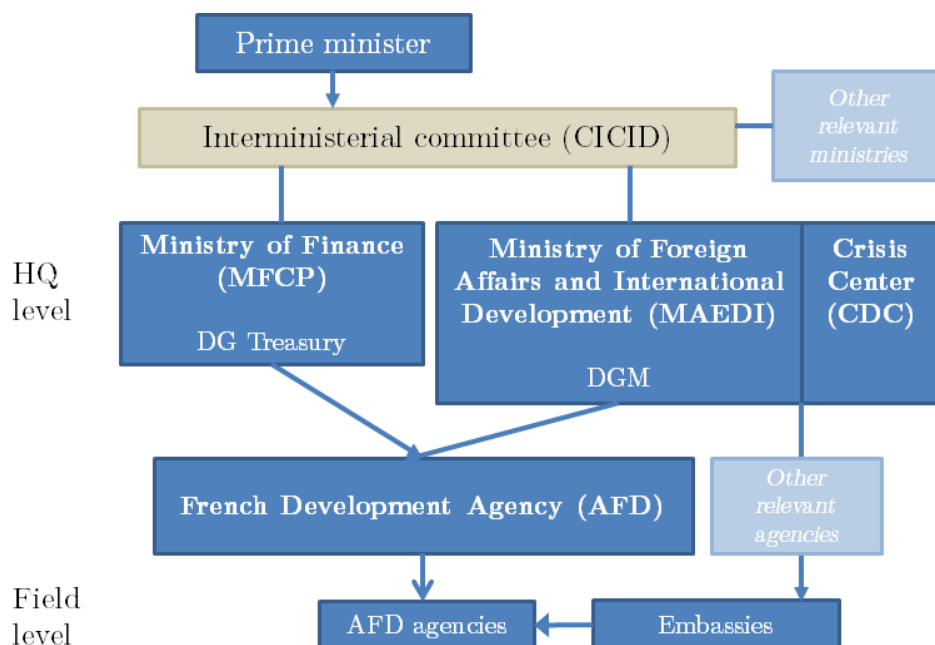 Prime minister
Interministerial committee (CICID)
Other
relevant
ministries
HQ
level
Ministry of Finance
(MFCP)
DG Treasury
Ministry of Foreign
Affairs and International
Development (MAEDI)
DGM
Crisis
Center
(CDC)
French Development Agency (AFD)
Other
relevant
agencies
Field
level
AFD agencies
Embassies